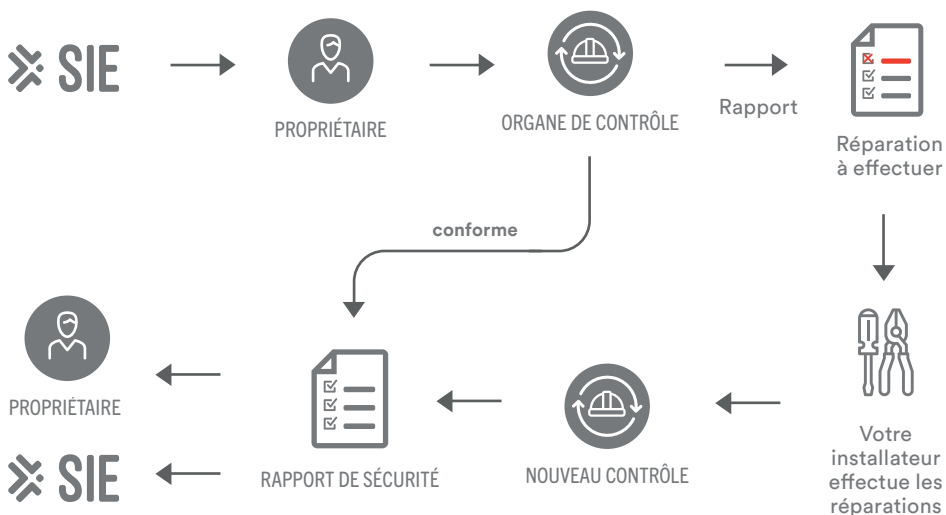 SIE
PROPRIÉTAIRE
ORGANE DE CONTRÔLE
Rapport
Réparation
à effectuer
conforme
PROPRIÉTAIRE
SIE
RAPPORT DE SÉCURITÉ
NOUVEAU CONTRÔLE
Votre
installateur
effectue les
réparations